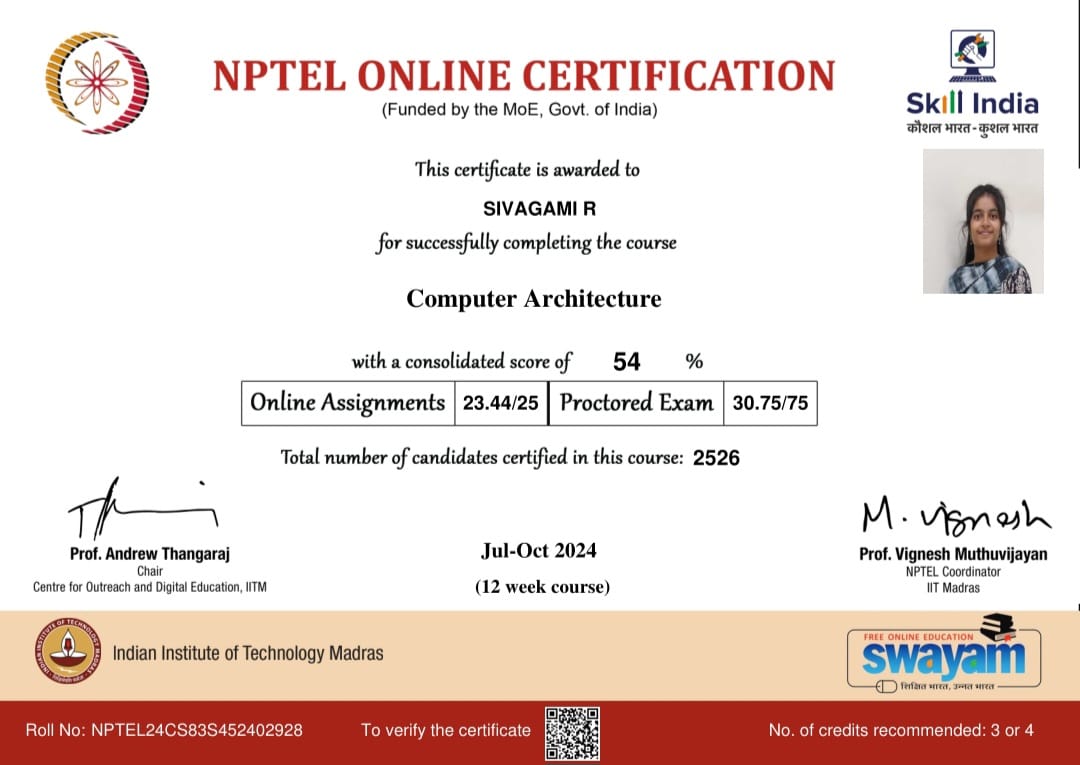 NPTEL ONLINE CERTIFICATION
(Funded by the MoE, Govt. of India)
Skill India
कौशल भारत - कुशल भारत
This certificate is awarded to
SIVAGAMI R
for successfully completing the course
Computer Architecture
with a consolidated score of 54 %
Online Assignments 23.44/25 Proctored Exam 30.75/75
Total number of candidates certified in this course: 2526
M. Vignesh
Prof. Andrew Thangaraj
Chair
Centre for Outreach and Digital Education, IITM
Jul-Oct 2024
(12 week course)
Prof. Vignesh Muthuvijayan
NPTEL Coordinator
IIT Madras
Indian Institute of Technology Madras
FREE ONLINE EDUCATION
swayam
शिक्षित भारत, उन्नत भारत
Roll No: NPTEL24CS83S452402928
To verify the certificate
No. of credits recommended: 3 or 4